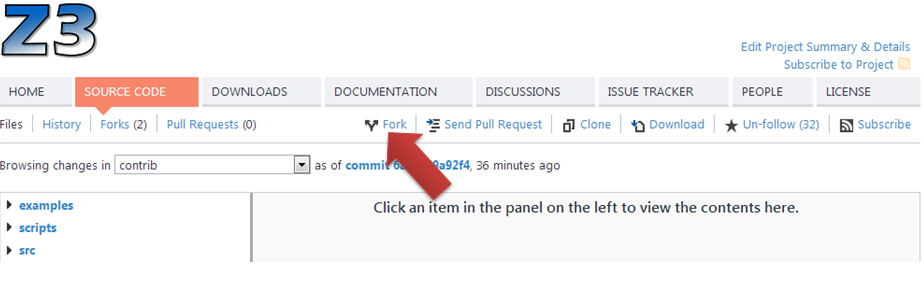 Z3
Edit Project Summary & Details
Subscribe to Project
HOME SOURCE CODE DOWNLOADS DOCUMENTATION DISCUSSIONS ISSUE TRACKER PEOPLE LICENSE
Files History Forks (2) Pull Requests (0) Fork Send Pull Request Clone Download Un-follow (32) Subscribe
Browsing changes in contrib as of commit 9a92f4, 36 minutes ago
examples Click an item in the panel on the left to view the contents here.
scripts
src